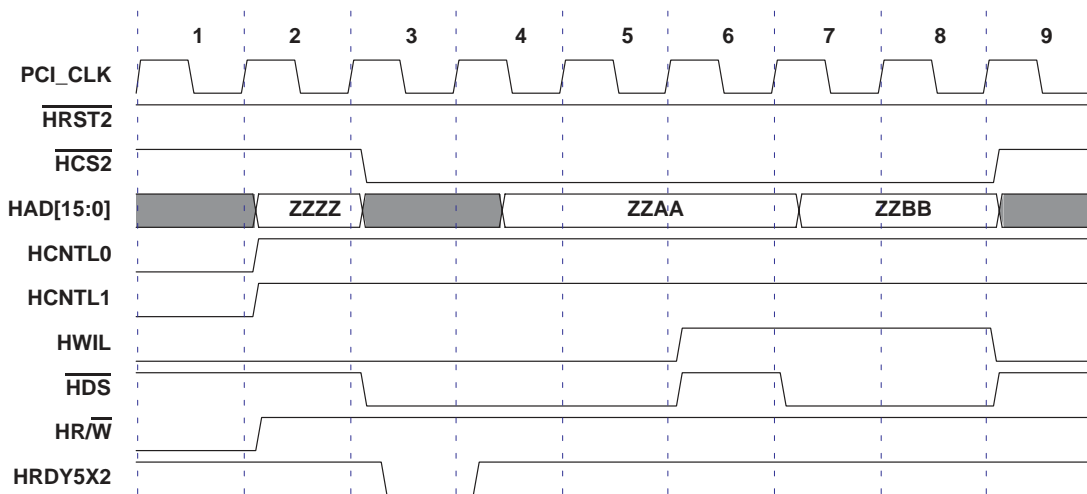 1 2 3 4 5 6 7 8 9
PCI_CLK
HRST2
HCS2
HAD[15:0] ZZZZ ZZAA ZZBB
HCNTL0
HCNTL1
HWIL
HDS
HR/W
HRDY5X2